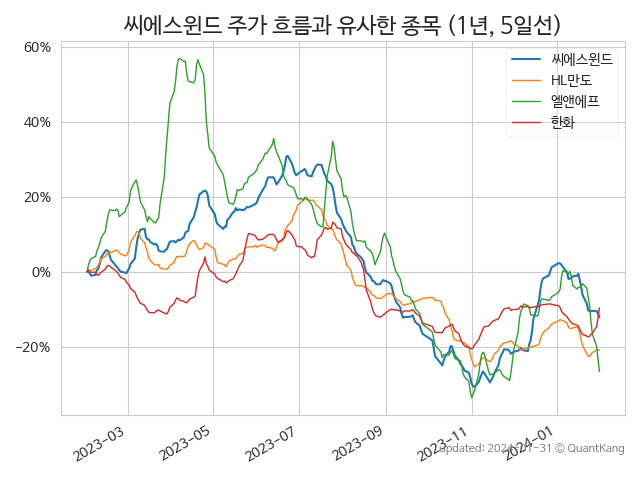 씨에스윈드 주가 흐름과 유사한 종목 (1년, 5일선)
60%
40%
20%
0%
−20%
씨에스윈드
HL만도
엘앤에프
한화
2023-03
2023-05
2023-07
2023-09
2023-11
2024-01
updated: 2024-01-31 © QuantKang